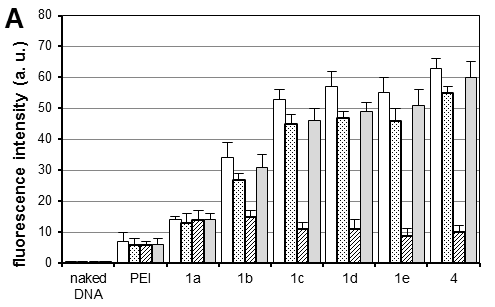 A
fluorescence intensity (a. u.)
80
70
60
50
40
30
20
10
0
naked DNA
PEI
1a
1b
1c
1d
1e
4